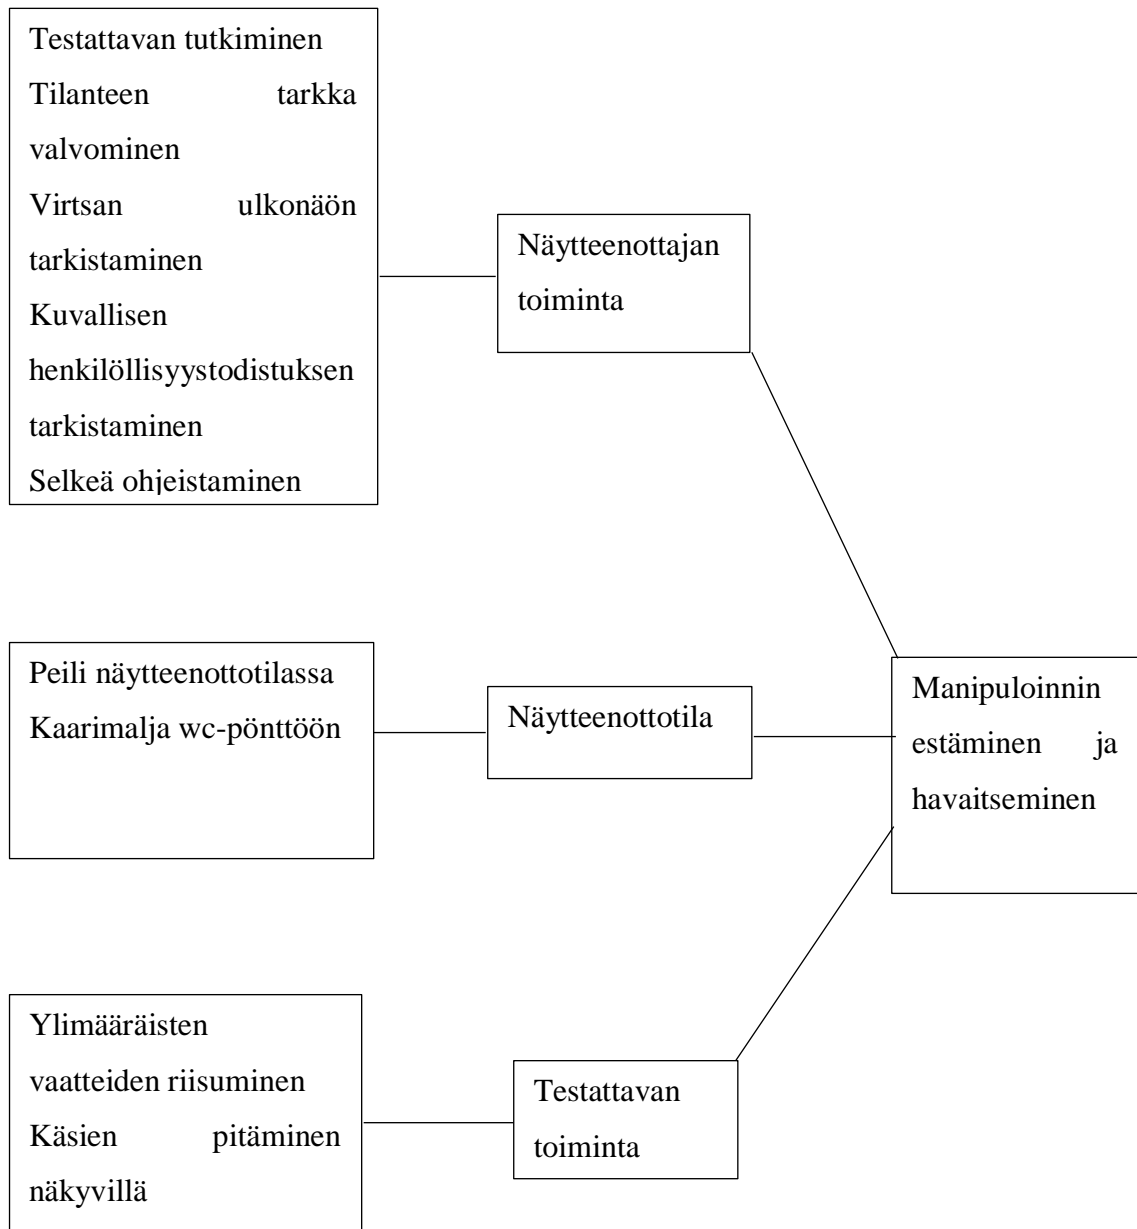 Testattavan tutkiminen
Tilanteen tarkka
valvominen
Virtsan ulkonäön
tarkistaminen
Kuvallisen
henkilöllisyystodistuksen
tarkistaminen
Selkeä ohjeistaminen
Näytteenottajan
toiminta
Peili näytteenottotilassa
Kaarimalja wc-pönttöön
Näytteenottotila
Manipuloinnin
estäminen ja
havaitseminen
Ylimääräisten
vaatteiden riisuminen
Käsien pitäminen
näkyvillä
Testattavan
toiminta